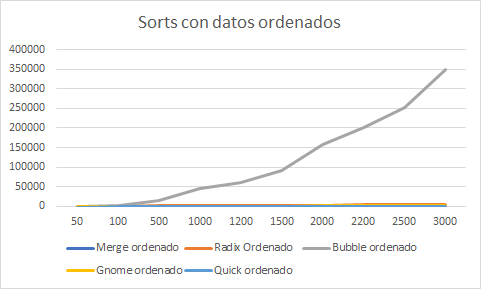 Sorts con datos ordenados
400000
350000
300000
250000
200000
150000
100000
50000
0
50 100 500 1000 1200 1500 2000 2200 2500 3000
Merge ordenado Radix Ordenado Bubble ordenado
Gnome ordenado Quick ordenado